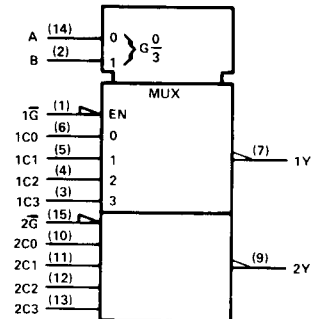 A (14) 0 G 0/3
B (2) 1
MUX
1G̅ (1) EN
1C0 (6) 0
1C1 (5) 1 (7) 1Y
1C2 (4) 2
1C3 (3) 3
2G̅ (15)
2C0 (10)
2C1 (11) (9) 2Y
2C2 (12)
2C3 (13)